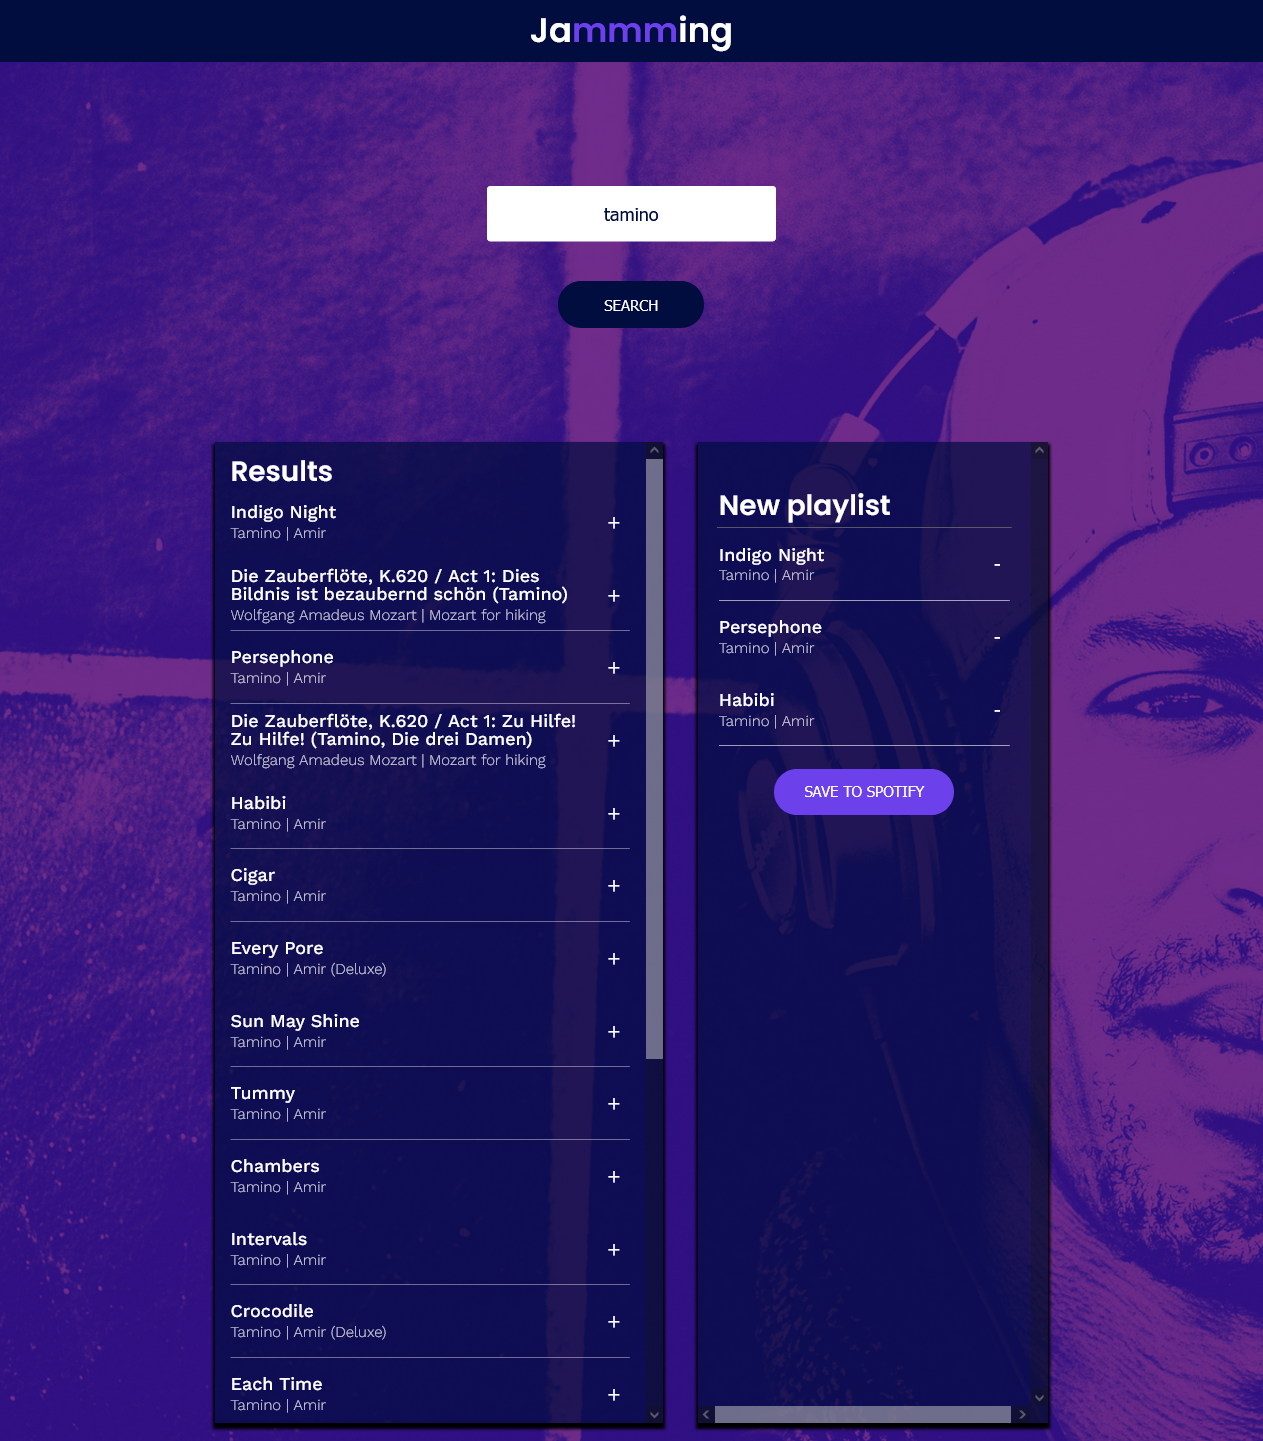 Jammming
tamino
SEARCH
Results
Indigo Night
Tamino | Amir
+
Die Zauberflöte, K.620 / Act 1: Dies
Bildnis ist bezaubernd schön (Tamino)
Wolfgang Amadeus Mozart | Mozart for hiking
+
Persephone
Tamino | Amir
+
Die Zauberflöte, K.620 / Act 1: Zu Hilfe!
Zu Hilfe! (Tamino, Die drei Damen)
Wolfgang Amadeus Mozart | Mozart for hiking
+
Habibi
Tamino | Amir
+
Cigar
Tamino | Amir
+
Every Pore
Tamino | Amir (Deluxe)
+
Sun May Shine
Tamino | Amir
+
Tummy
Tamino | Amir
+
Chambers
Tamino | Amir
+
Intervals
Tamino | Amir
+
Crocodile
Tamino | Amir (Deluxe)
+
Each Time
Tamino | Amir
+
New playlist
Indigo Night
Tamino | Amir
-
Persephone
Tamino | Amir
-
Habibi
Tamino | Amir
-
SAVE TO SPOTIFY